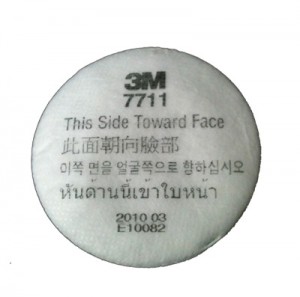 3M
7711
This Side Toward Face
此面朝向臉部
이쪽 면을 얼굴쪽으로 향하십시오
หันด้านนี้เข้าใบหน้า
2010 03
E10082